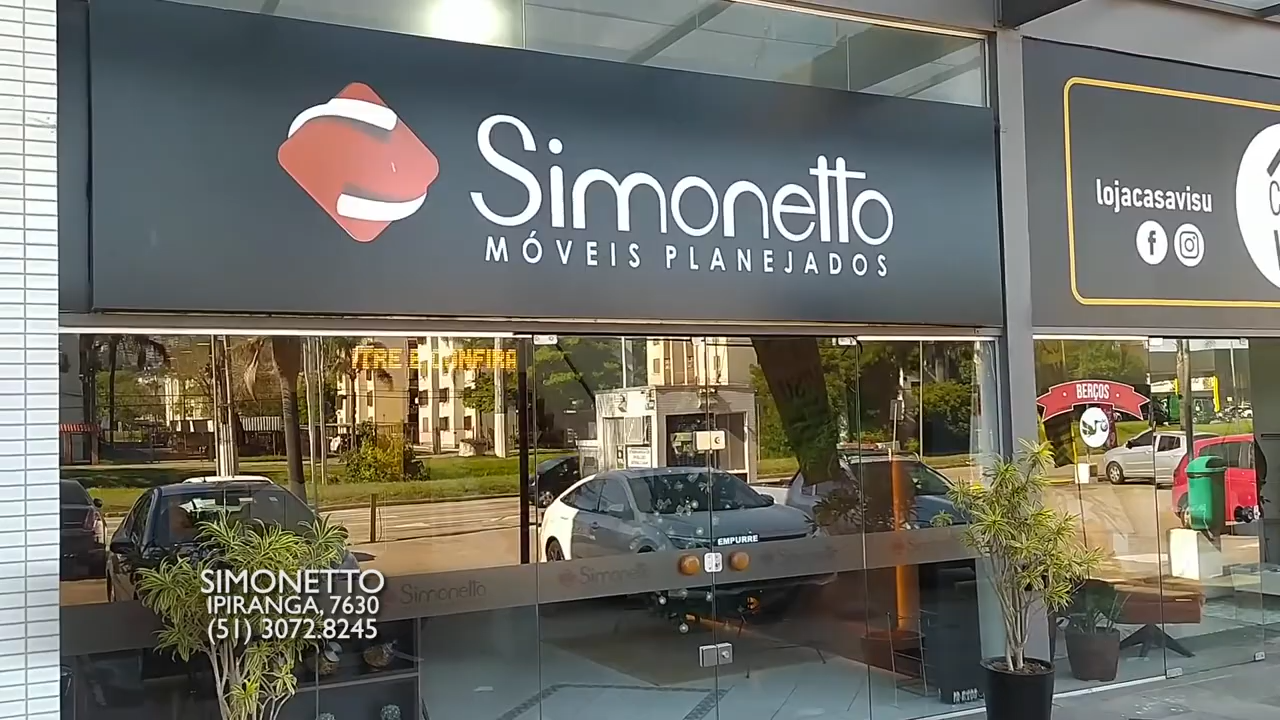 Simonetto
MÓVEIS PLANEJADOS
lojacasavisu
BERÇOS
EMPURRE
Simonetto
Simonetto
SIMONETTO
IPIRANGA, 7630
(51) 3072.8245